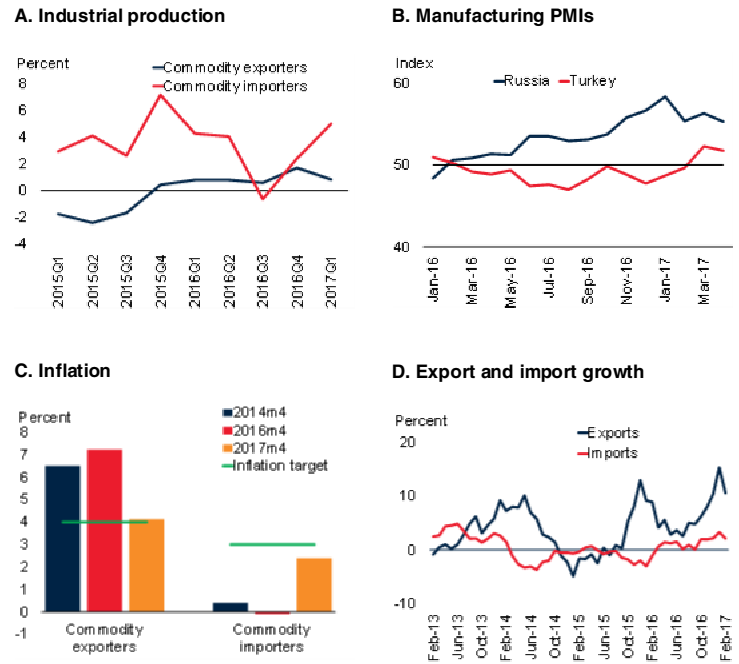 A. Industrial production
Percent
Commodity exporters
Commodity importers
8
6
4
2
0
-2
-4
2015Q1
2015Q2
2015Q3
2015Q4
2016Q1
2016Q2
2016Q3
2016Q4
2017Q1
B. Manufacturing PMIs
Index
Russia Turkey
60
50
40
Jan-16
Mar-16
May-16
Jul-16
Sep-16
Nov-16
Jan-17
Mar-17
C. Inflation
Percent
2014m4
2016m4
2017m4
Inflation target
8
7
6
5
4
3
2
1
0
-1
Commodity
exporters
Commodity
importers
D. Export and import growth
Percent
Exports
Imports
20
10
0
-10
Feb-13
Jun-13
Oct-13
Feb-14
Jun-14
Oct-14
Feb-15
Jun-15
Oct-15
Feb-16
Jun-16
Oct-16
Feb-17